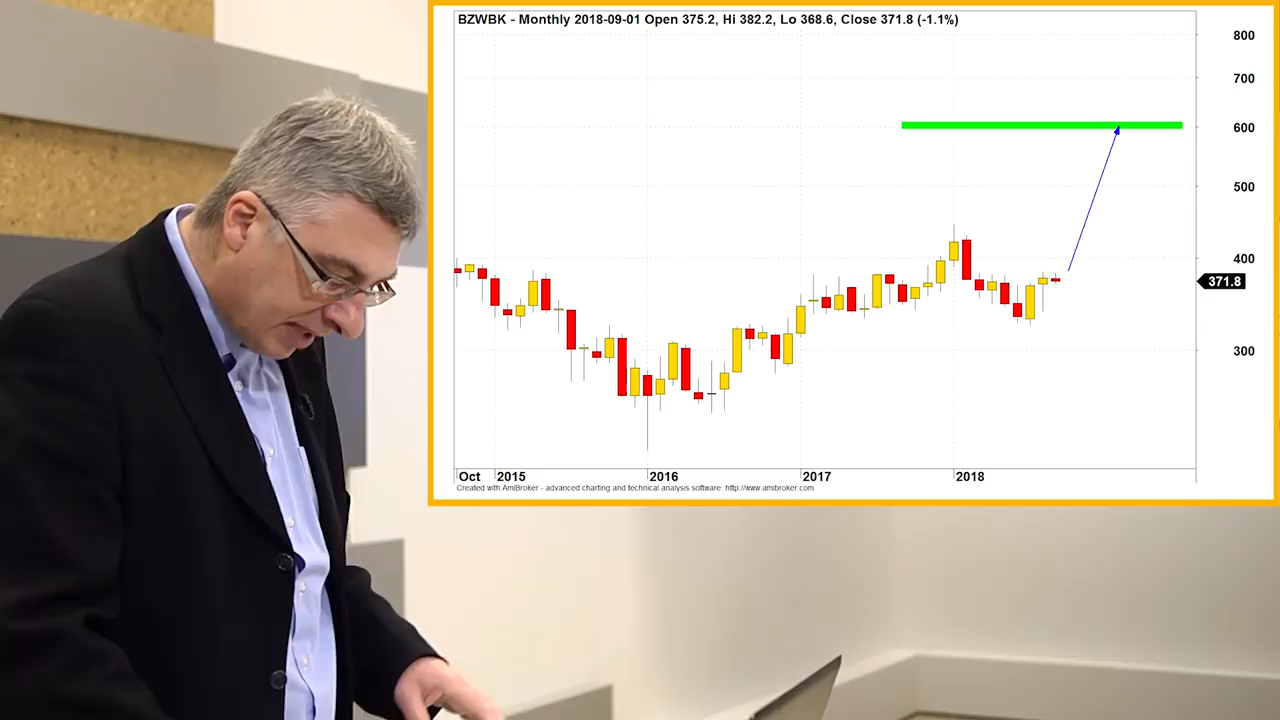 BZWBK - Monthly 2018-09-01 Open 375.2, Hi 382.2, Lo 368.6, Close 371.8 (-1.1%)
800
700
600
500
400
371.8
300
Oct 2015 2016 2017 2018
Created with AmiBroker - advanced charting and technical analysis software. http://www.amibroker.com